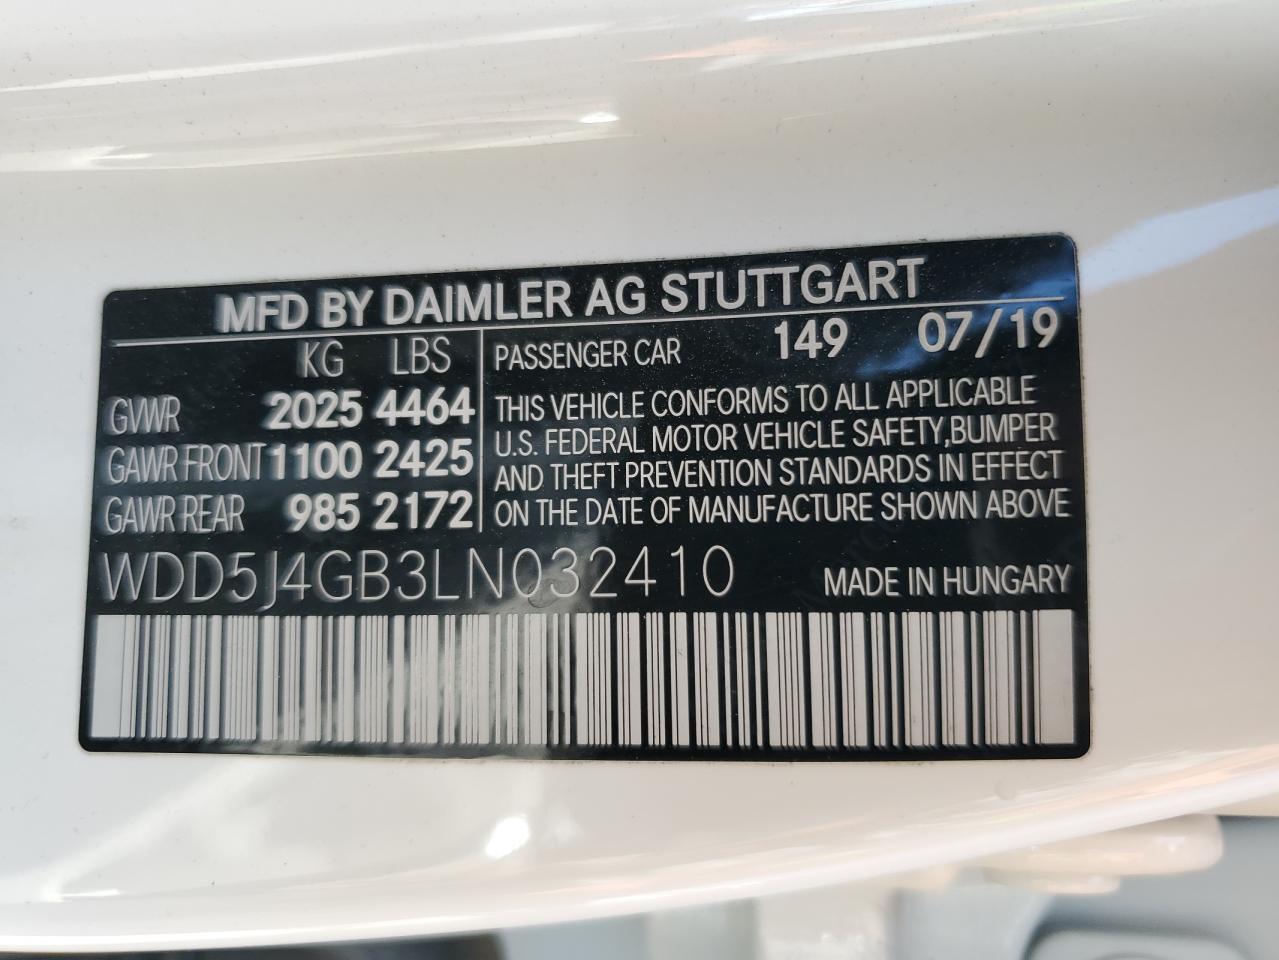 MFD BY DAIMLER AG STUTTGART
KG LBS
GVWR 2025 4464
GAWR FRONT 1100 2425
GAWR REAR 985 2172
PASSENGER CAR 149 07/19
THIS VEHICLE CONFORMS TO ALL APPLICABLE
U.S. FEDERAL MOTOR VEHICLE SAFETY,BUMPER
AND THEFT PREVENTION STANDARDS IN EFFECT
ON THE DATE OF MANUFACTURE SHOWN ABOVE
WDD5J4GB3LN032410 MADE IN HUNGARY